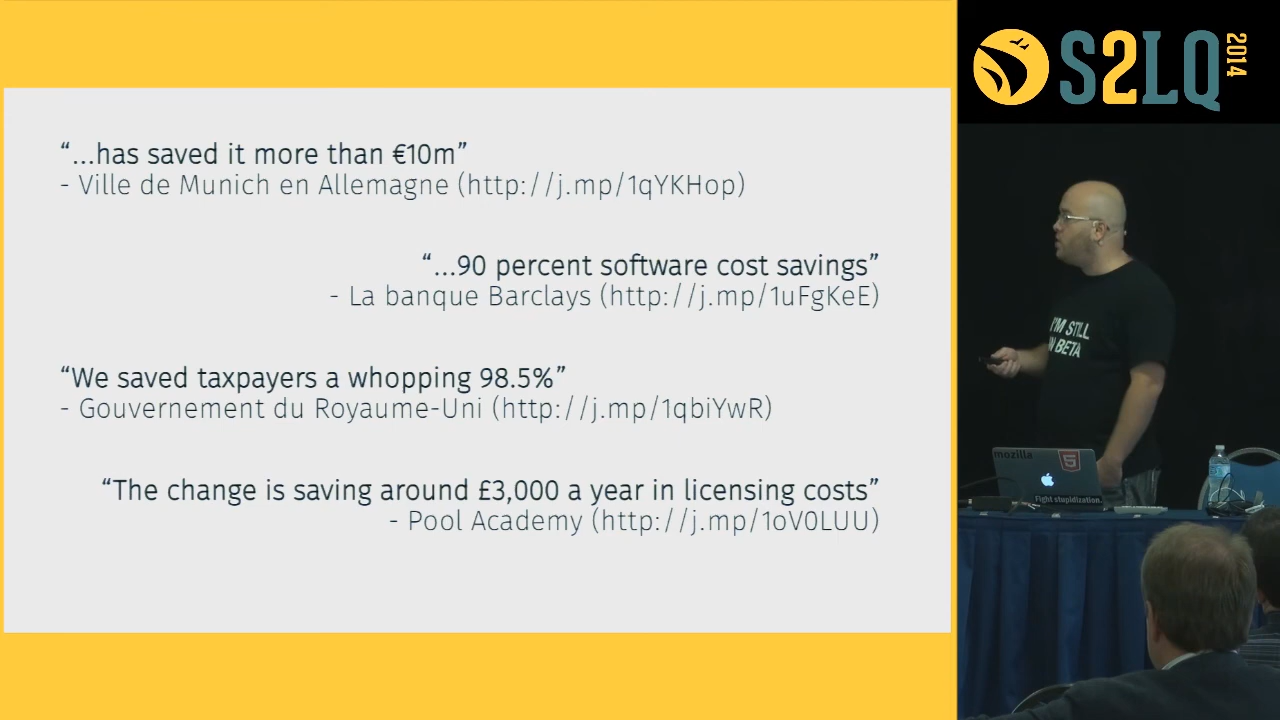 “...has saved it more than €10m”
- Ville de Munich en Allemagne (http://j.mp/1qYKHop)
“...90 percent software cost savings”
- La banque Barclays (http://j.mp/1uFgKeE)
“We saved taxpayers a whopping 98.5%”
- Gouvernement du Royaume-Uni (http://j.mp/1qbiYwR)
“The change is saving around £3,000 a year in licensing costs”
- Pool Academy (http://j.mp/1oV0LUU)
S2LQ 2014
I'M STILL
IN BETA
mozilla
Fight stupidization.